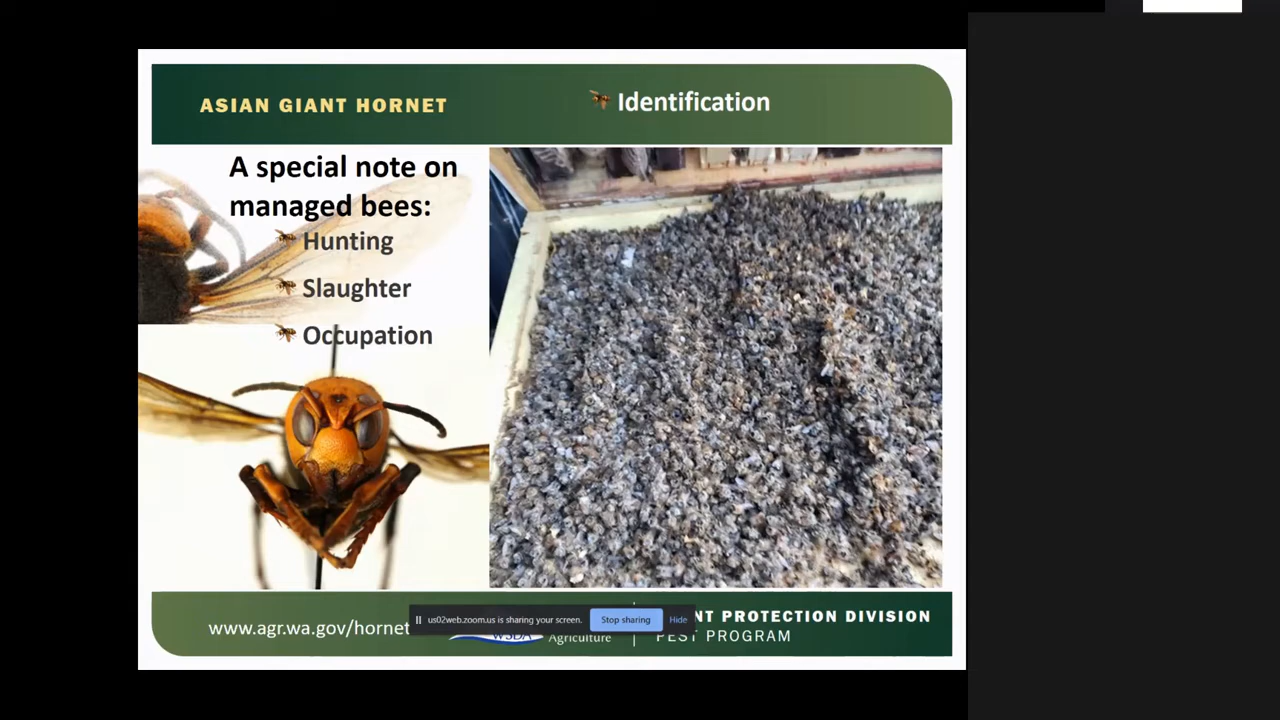 ASIAN GIANT HORNET
Identification
A special note on
managed bees:
Hunting
Slaughter
Occupation
www.agr.wa.gov/hornet
us02web.zoom.us is sharing your screen.
Stop sharing
Hide
NT PROTECTION DIVISION
WSDA
Agriculture
PEST PROGRAM